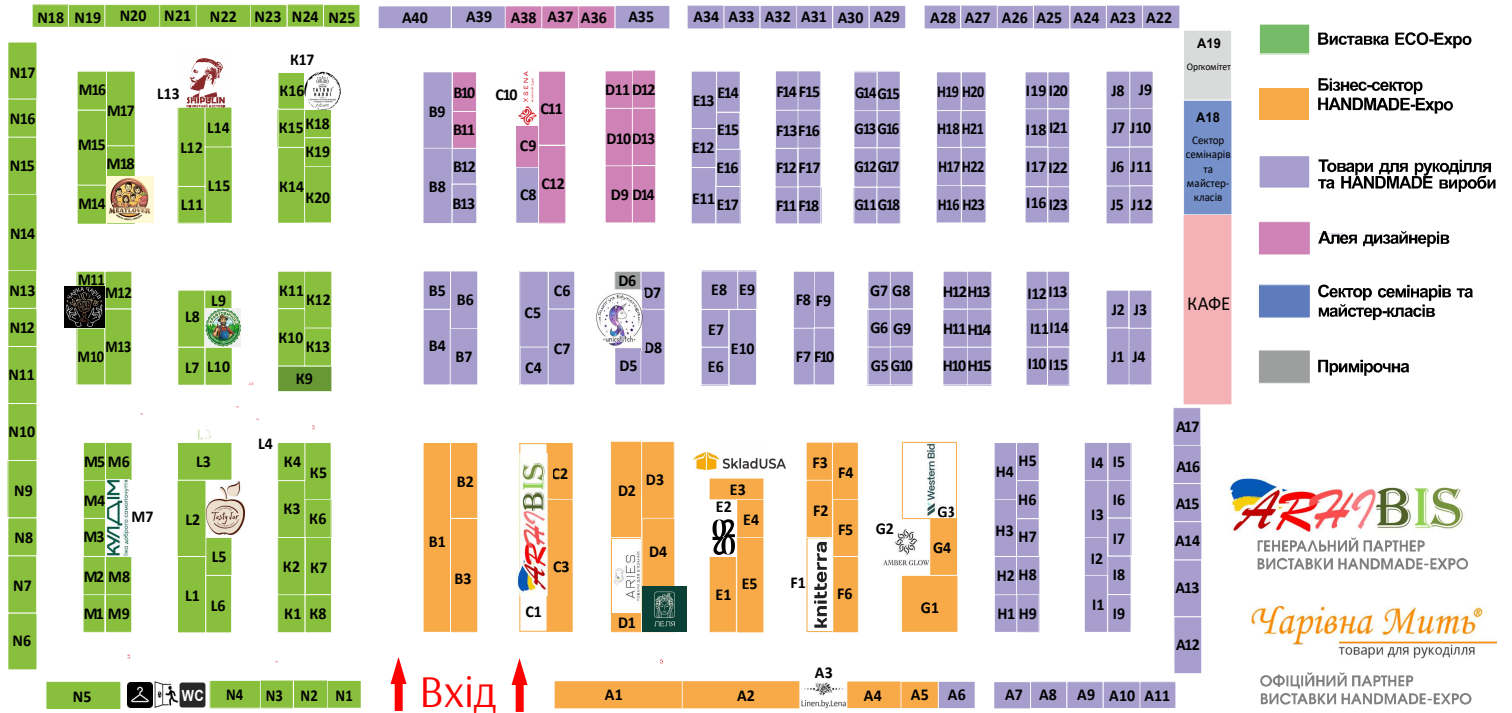 N18 N19 N20 N21 N22 N23 N24 N25
A40 A39 A38 A37 A36 A35
A34 A33 A32 A31 A30 A29
A28 A27 A26 A25 A24 A23 A22
N17
N16
N15
N14
N13
N12
N11
N10
N9
N8
N7
N6
M16 M17
M15
M18
M14
MEATLOVER
L13
SHIPULIN
L14
L12
L15
L11
K17
K16
K15 K18
K19
K14
K20
B9 B10
B11
B8 B12
B13
C10
XSENA
C11
C9
C8 C12
D11 D12
D10 D13
D9 D14
E13 E14
E15
E12
E16
E11 E17
F14 F15
F13 F16
F12 F17
F11 F18
G14 G15
G13 G16
G12 G17
G11 G18
H19 H20
H18 H21
H17 H22
H16 H23
I19 I20
I18 I21
I17 I22
I16 I23
J8 J9
J7 J10
J6 J11
J5 J12
A19
Оргкомітет
A18
Сектор
семінарів
та
майстер-
класів
КАФЕ
M11
M12
M13
M10
L9
L8
L7 L10
K11 K12
K10
K13
K9
B5 B6
B4 B7
C6
C5
C7
C4
D6
D7
unicstitch
D8
D5
E8 E9
E7
E10
E6
F8 F9
F7 F10
G7 G8
G6 G9
G5 G10
H12 H13
H11 H14
H10 H15
I12 I13
I11 I14
I10 I15
J2 J3
J1 J4
M5 M6
M4
КУЛДІМ
M7
M3
M2 M8
M1 M9
L3
L4
L3
L2
Tasty Jar
L5
L1
L6
K4 K5
K3
K6
K2 K7
K1 K8
B2
B1
B3
ARHIBIS
C2
C3
C1
D2 D3
D4
ARIES
D1
ЛЕЛЯ
SkladUSA
E3
E2
E4
E1 E5
F3 F4
F2
F5
F1
knitterra
F6
Western Bid
G3
G2
AMBER GLOW
G4
G1
H4 H5
H6
H3 H7
H2 H8
H1 H9
I4 I5
I6
I3
I7
I2
I8
I1
I9
A17
A16
A15
A14
A13
A12
N5 WC N4 N3 N2 N1
Вхід
A1 A2
A3
Linen.by.Lena
A4 A5 A6
A7 A8 A9 A10 A11
Виставка ECO-Expo
Бізнес-сектор
HANDMADE-Expo
Товари для рукоділля
та HANDMADE вироби
Алея дизайнерів
Сектор семінарів та
майстер-класів
Примірочна
ARHIBIS
ГЕНЕРАЛЬНИЙ ПАРТНЕР
ВИСТАВКИ HANDMADE-EXPO
Чарівна Мить®
товари для рукоділля
ОФІЦІЙНИЙ ПАРТНЕР
ВИСТАВКИ HANDMADE-EXPO